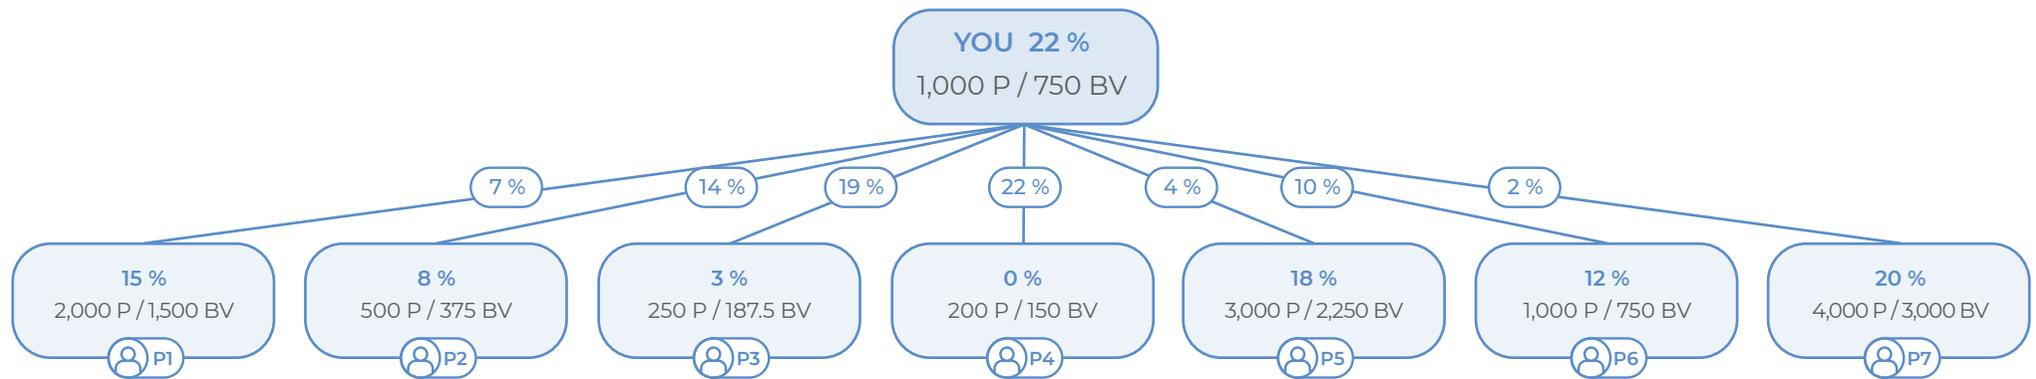 YOU 22 %
1,000 P / 750 BV
7 %
14 %
19 %
22 %
4 %
10 %
2 %
15 %
2,000 P / 1,500 BV
P1
8 %
500 P / 375 BV
P2
3 %
250 P / 187.5 BV
P3
0 %
200 P / 150 BV
P4
18 %
3,000 P / 2,250 BV
P5
12 %
1,000 P / 750 BV
P6
20 %
4,000 P / 3,000 BV
P7